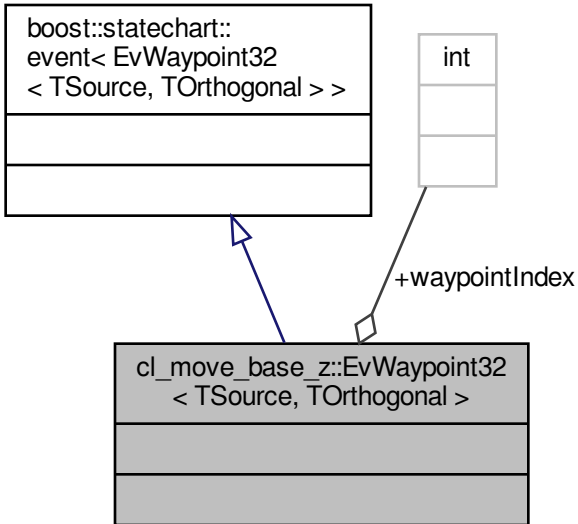 boost::statechart::
event< EvWaypoint32
< TSource, TOrthogonal > >
int
+waypointIndex
cl_move_base_z::EvWaypoint32
< TSource, TOrthogonal >